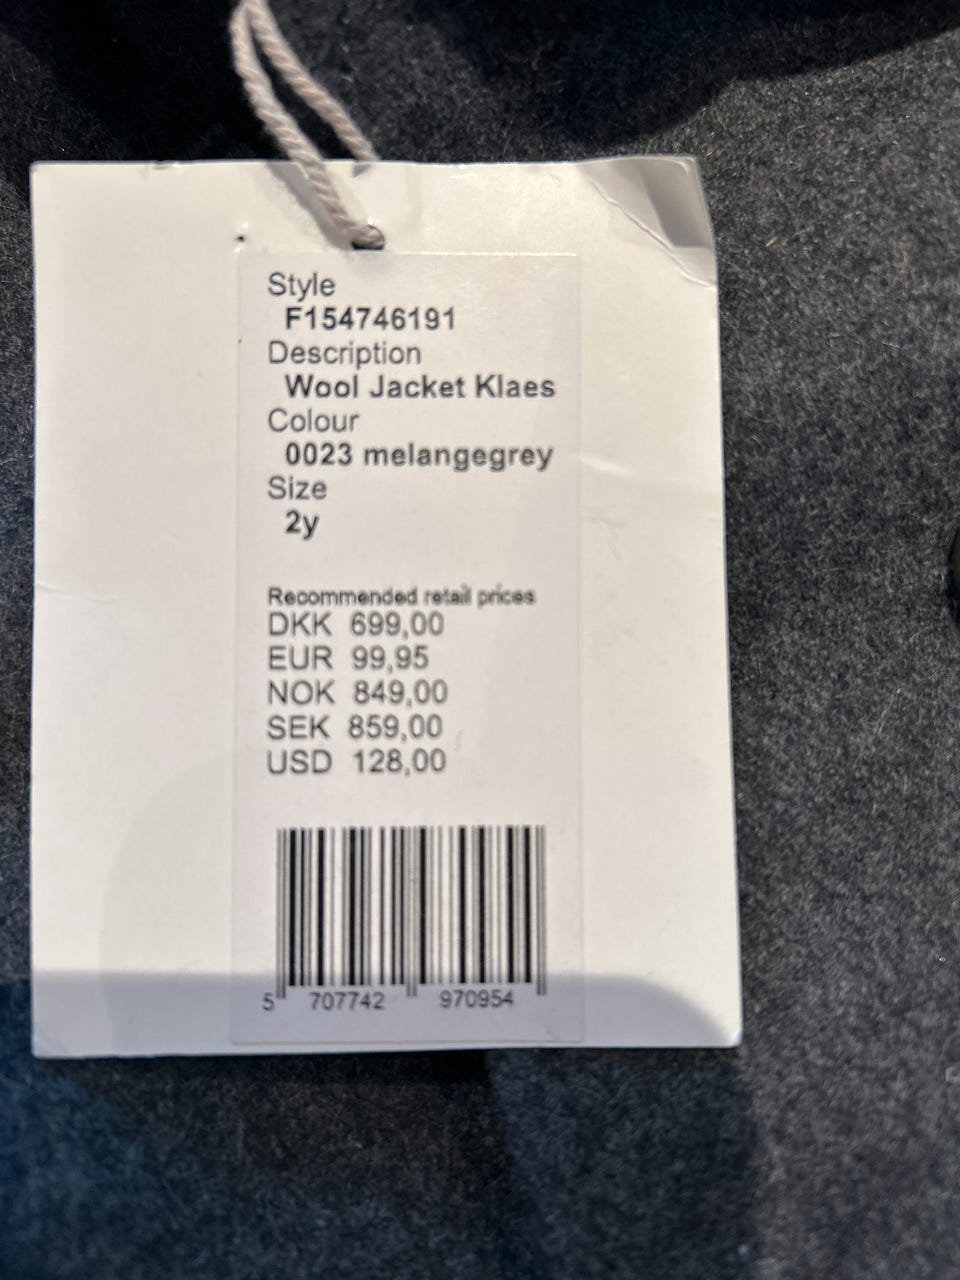 Style
F154746191
Description
Wool Jacket Klaes
Colour
0023 melangegrey
Size
2y
Recommended retail prices
DKK 699,00
EUR 99,95
NOK 849,00
SEK 859,00
USD 128,00
5 707742 970954